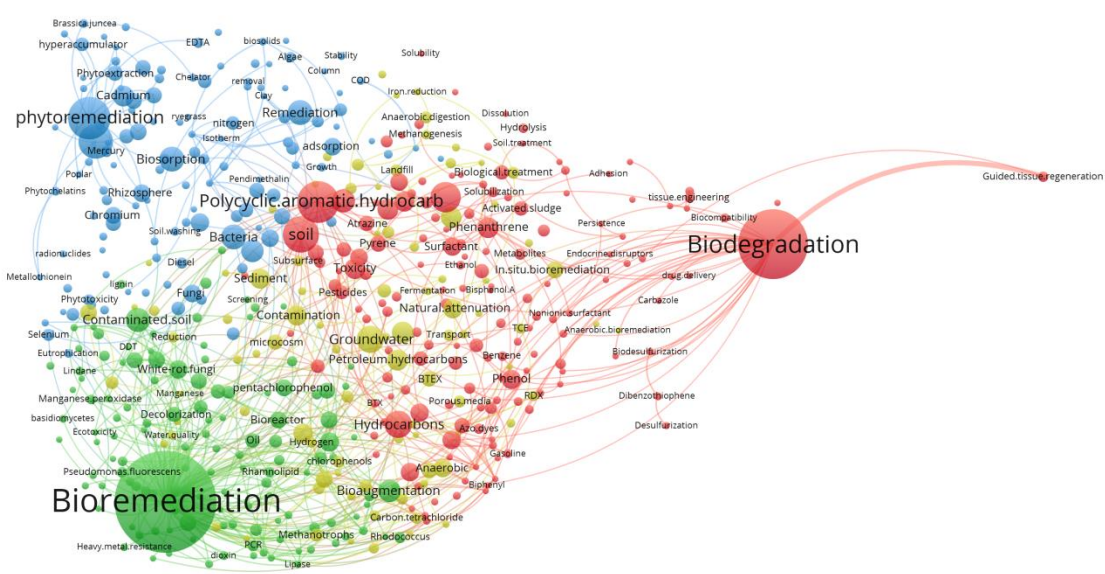 Brassica.juncea
hyperaccumulator
EDTA
biosolids
Algae
Stability
Solubility
Phytoextraction
Chelator
removal
Column
COD
Cadmium
Clay
Iron.reduction
phytoremediation
ryegrass
nitrogen
Remediation
Anaerobic.digestion
Dissolution
Hydrolysis
Methanogenesis
Isotherm
adsorption
Soil.treatment
Mercury
Biosorption
Poplar
Growth
Landfill
Biological.treatment
Adhesion
Guided.tissue.regeneration
Pendimethalin
Phytochelatins
Rhizosphere
Solubilization
tissue.engineering
Polycyclic.aromatic.hydrocarb
Activated.sludge
Chromium
Atrazine
Phenanthrene
Persistence
Biocompatibility
Soil.washing
Bacteria
soil
Pyrene
Surfactant
Biodegradation
radionuclides
Diesel
Subsurface
Metabolites
Endocrine.disruptors
Toxicity
Ethanol
In.situ.bioremediation
Metallothionein
lignin
Sediment
drug.delivery
Fungi
Pesticides
Fermentation
Bisphenol.A
Phytotoxicity
Screening
Carbazole
Natural.attenuation
Nonionic.surfactant
Contaminated.soil
Contamination
Selenium
Reduction
Transport
TCE
Anaerobic.bioremediation
Groundwater
microcosm
DDT
Eutrophication
Benzene
Biodesulfurization
Petroleum.hydrocarbons
Lindane
White-rot.fungi
BTEX
Phenol
pentachlorophenol
Manganese
Manganese.peroxidase
RDX
Dibenzothiophene
BTX
Porous.media
Decolorization
basidiomycetes
Bioreactor
Hydrocarbons
Azo.dyes
Desulfurization
Ecotoxicity
Water.quality
Oil
Hydrogen
Gasoline
chlorophenols
Anaerobic
Pseudomonas.fluorescens
Rhamnolipid
Biphenyl
Bioaugmentation
Bioremediation
Carbon.tetrachloride
Methanotrophs
Rhodococcus
Heavy.metal.resistance
PCR
dioxin
Lipase